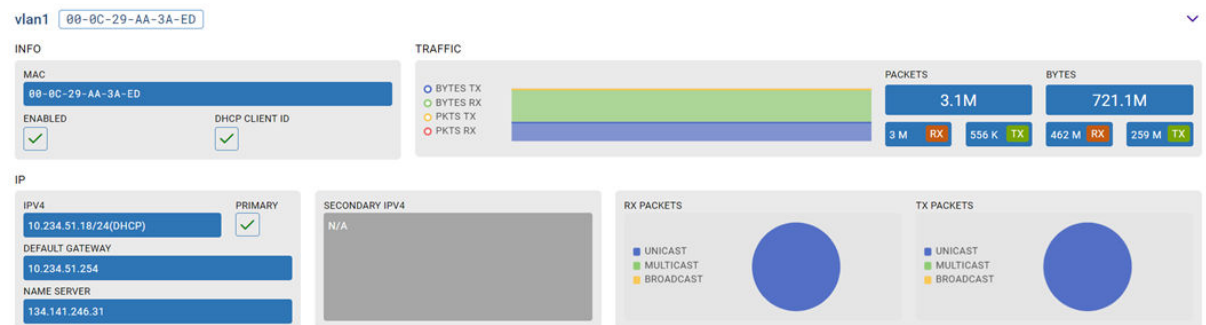 vlan1 00-0C-29-AA-3A-ED
INFO
MAC
00-0C-29-AA-3A-ED
ENABLED DHCP CLIENT ID
TRAFFIC
BYTES TX
BYTES RX
PKTS TX
PKTS RX
PACKETS
3.1M
3 M RX 556 K TX
BYTES
721.1M
462 M RX 259 M TX
IP
IPV4 PRIMARY
10.234.51.18/24(DHCP)
DEFAULT GATEWAY
10.234.51.254
NAME SERVER
134.141.246.31
SECONDARY IPV4
N/A
RX PACKETS
UNICAST
MULTICAST
BROADCAST
TX PACKETS
UNICAST
MULTICAST
BROADCAST